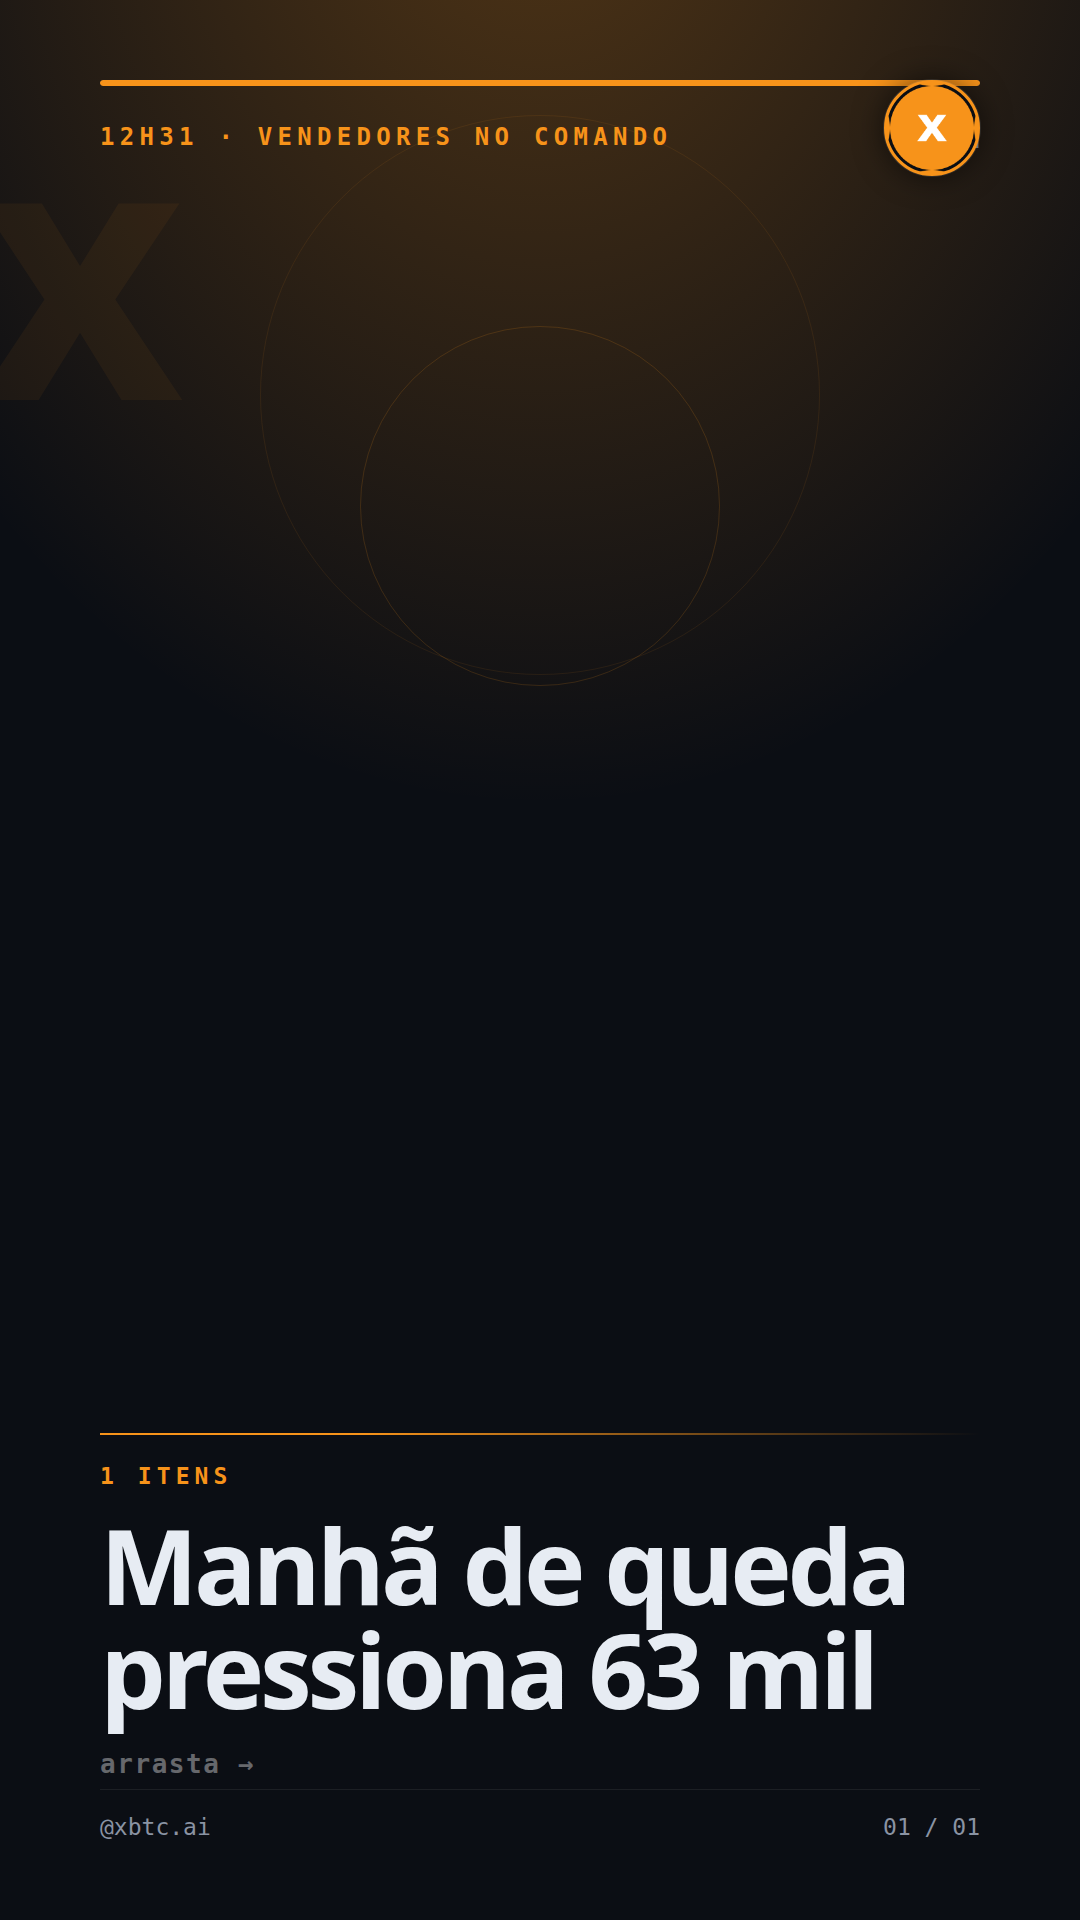 12H31 · VENDEDORES NO COMANDO
X
X
1 ITENS
Manhã de queda
pressiona 63 mil
arrasta →
@xbtc.ai
01 / 01